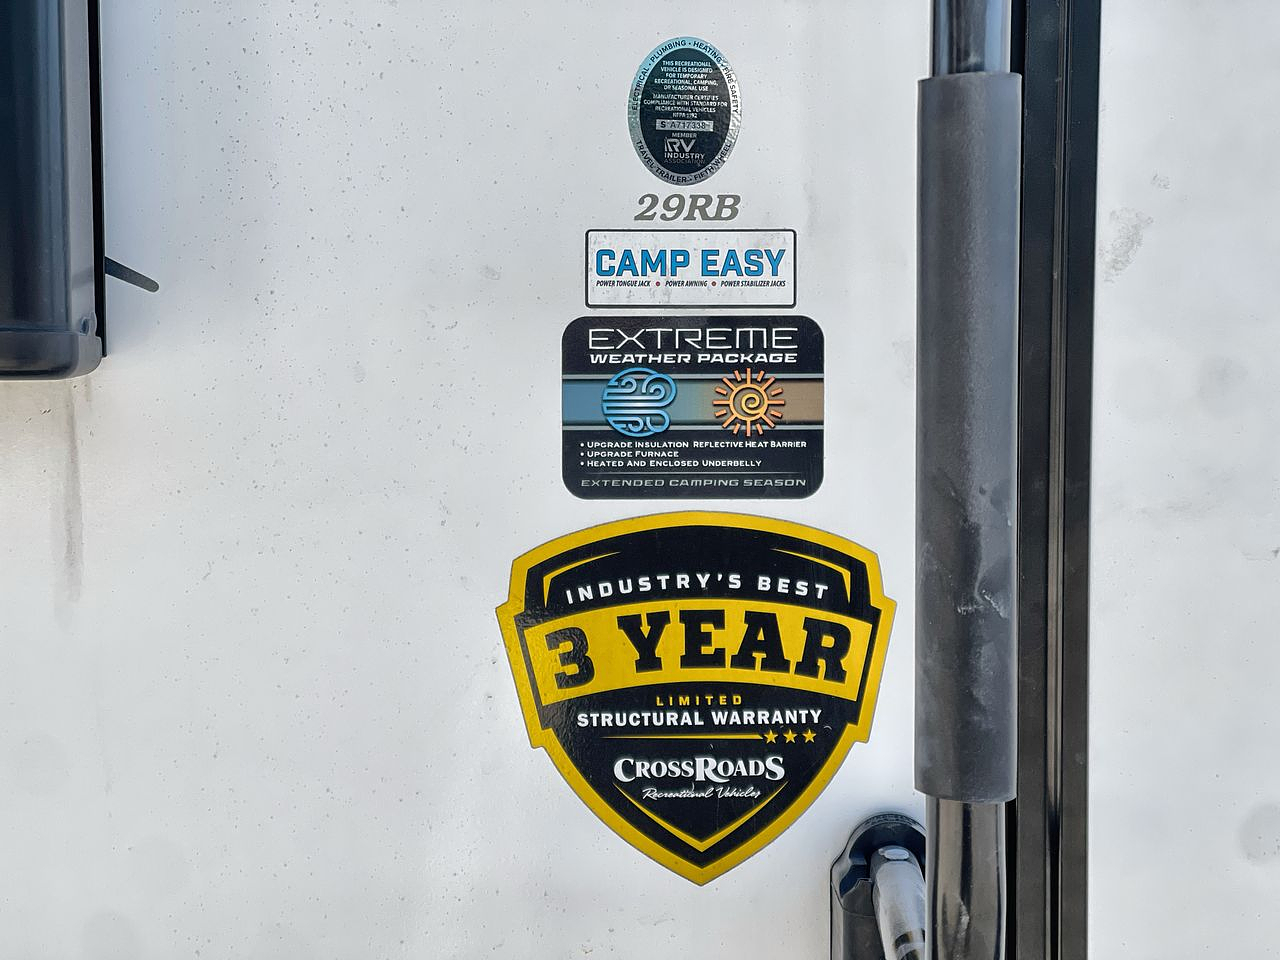 ELECTRICAL · PLUMBING · HEATING · FIRE SAFETY
THIS RECREATIONAL
VEHICLE IS DESIGNED
FOR TEMPORARY
RECREATIONAL, CAMPING,
OR SEASONAL USE
MANUFACTURER CERTIFIES
COMPLIANCE WITH STANDARD FOR
RECREATIONAL VEHICLES
NFPA 1192
MEMBER
RV
INDUSTRY
ASSOCIATION
TRAVEL TRAILER - FIFTH WHEEL
29RB
CAMP EASY
POWER TONGUE JACK • POWER AWNING • POWER STABILIZER JACKS
EXTREME
WEATHER PACKAGE
• UPGRADE INSULATION REFLECTIVE HEAT BARRIER
• UPGRADE FURNACE
• HEATED AND ENCLOSED UNDERBELLY
EXTENDED CAMPING SEASON
INDUSTRY'S BEST
3 YEAR
LIMITED
STRUCTURAL WARRANTY
CROSSROADS
Recreational Vehicles